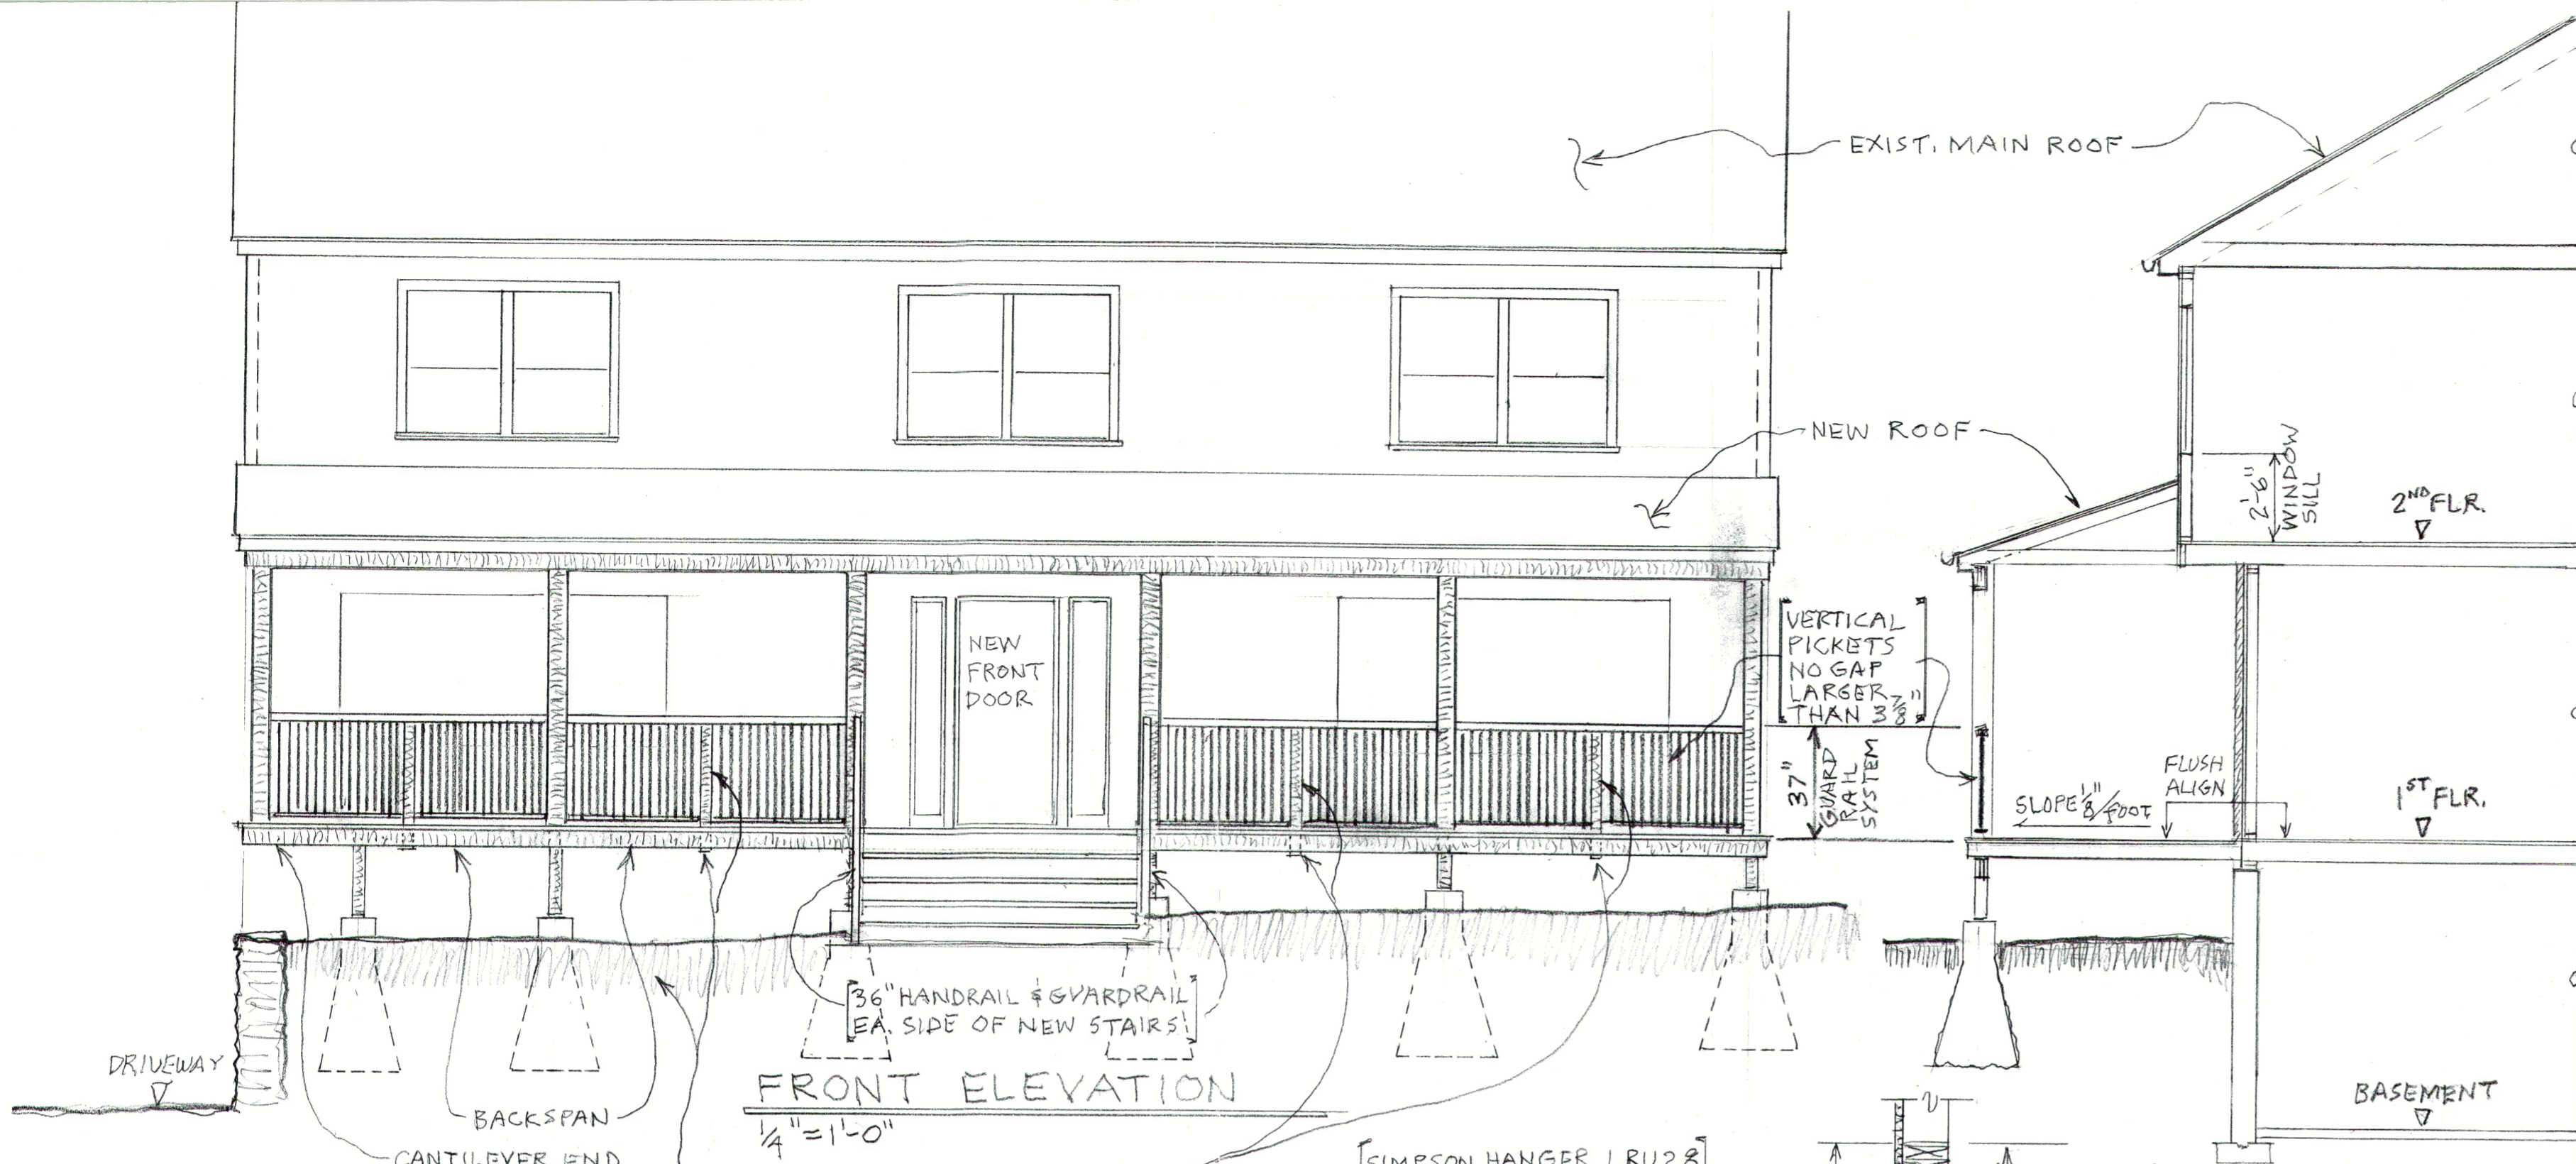 EXIST. MAIN ROOF
NEW ROOF
2'-6"
WINDOW
SILL
2ND FLR.
NEW
FRONT
DOOR
VERTICAL
PICKETS
NO GAP
LARGER
THAN 3 7/8"
37"
GUARD
RAIL
SYSTEM
SLOPE 1/8"/FOOT
FLUSH
ALIGN
1ST FLR.
36" HANDRAIL & GUARDRAIL
EA. SIDE OF NEW STAIRS
DRIVEWAY
BACKSPAN
FRONT ELEVATION
1/4"=1'-0"
BASEMENT
CANTILEVER END
SIMPSON HANGER LRU28